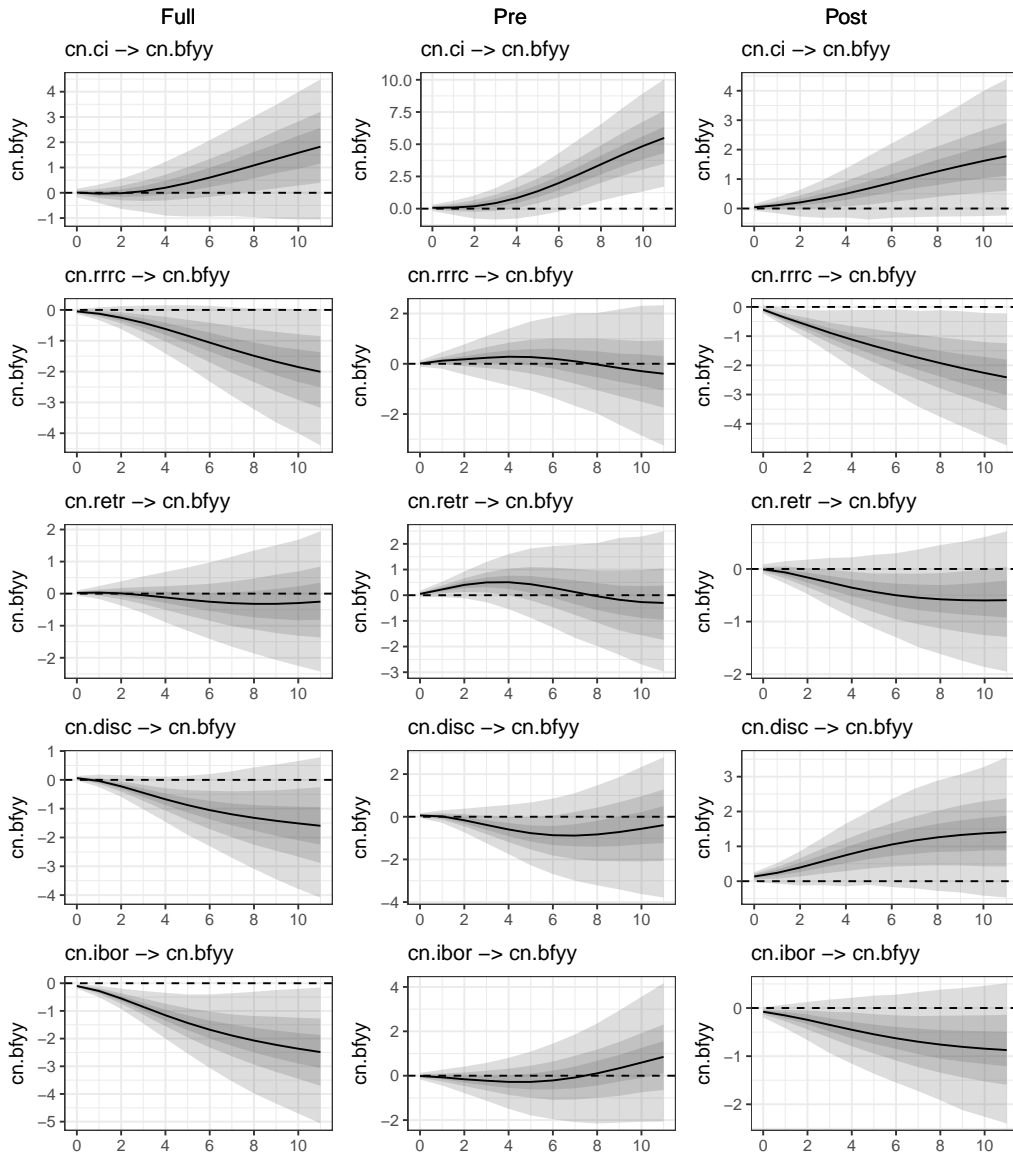 Full Pre Post
cn.ci −> cn.bfyy cn.ci −> cn.bfyy cn.ci −> cn.bfyy
cn.bfyy cn.bfyy cn.bfyy
4 3 2 1 0 −1
10.0 7.5 5.0 2.5 0.0
4 3 2 1 0
0 2 4 6 8 10 0 2 4 6 8 10 0 2 4 6 8 10
cn.rrrc −> cn.bfyy cn.rrrc −> cn.bfyy cn.rrrc −> cn.bfyy
cn.bfyy cn.bfyy cn.bfyy
0 −1 −2 −3 −4
2 0 −2
0 −1 −2 −3 −4
0 2 4 6 8 10 0 2 4 6 8 10 0 2 4 6 8 10
cn.retr −> cn.bfyy cn.retr −> cn.bfyy cn.retr −> cn.bfyy
cn.bfyy cn.bfyy cn.bfyy
2 1 0 −1 −2
2 1 0 −1 −2 −3
0 −1 −2
0 2 4 6 8 10 0 2 4 6 8 10 0 2 4 6 8 10
cn.disc −> cn.bfyy cn.disc −> cn.bfyy cn.disc −> cn.bfyy
cn.bfyy cn.bfyy cn.bfyy
1 0 −1 −2 −3 −4
2 0 −2 −4
3 2 1 0
0 2 4 6 8 10 0 2 4 6 8 10 0 2 4 6 8 10
cn.ibor −> cn.bfyy cn.ibor −> cn.bfyy cn.ibor −> cn.bfyy
cn.bfyy cn.bfyy cn.bfyy
0 −1 −2 −3 −4 −5
4 2 0 −2
0 −1 −2
0 2 4 6 8 10 0 2 4 6 8 10 0 2 4 6 8 10